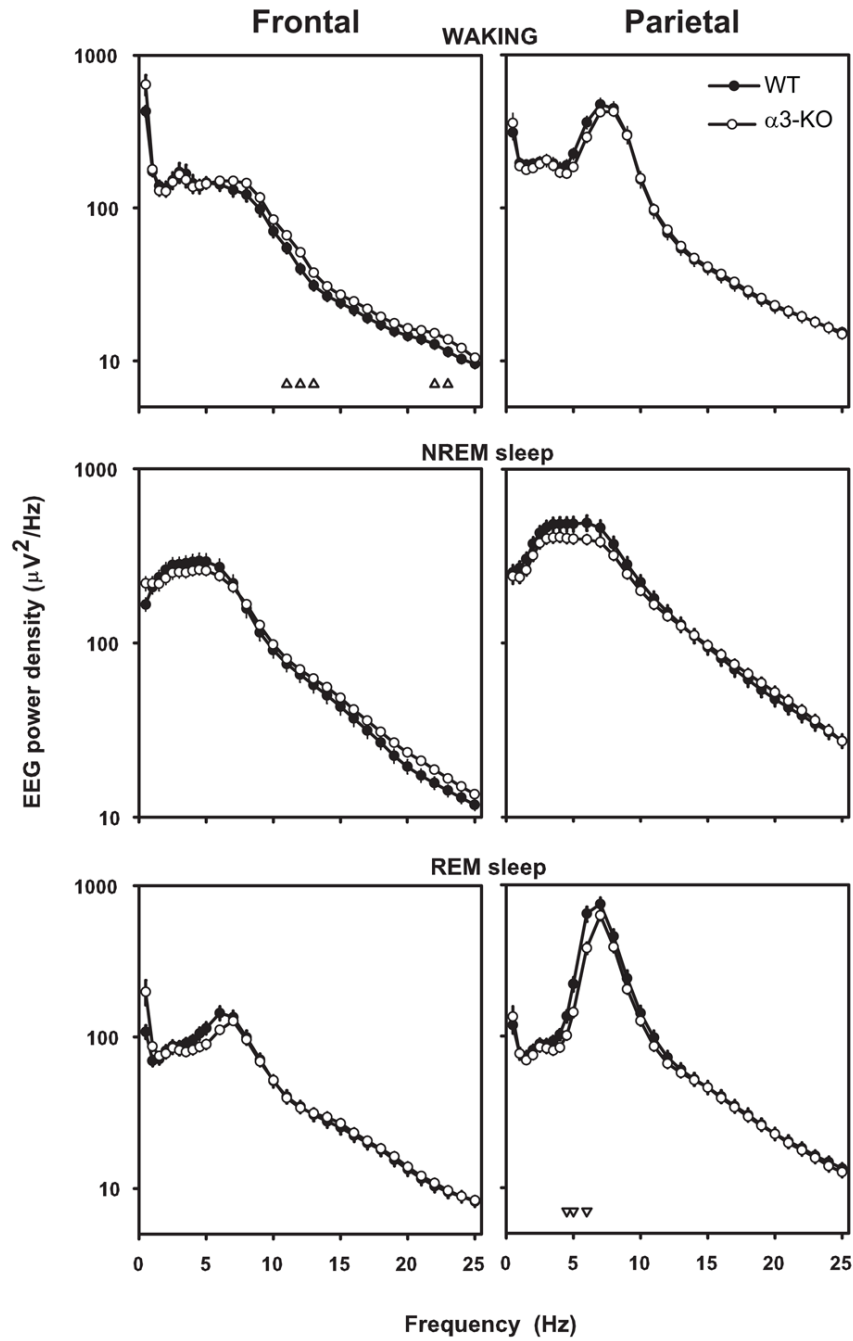 Frontal Parietal
WAKING
1000
100
10
WT
α3-KO
NREM sleep
1000
100
10
EEG power density (μV²/Hz)
REM sleep
1000
100
10
0 5 10 15 20 25 0 5 10 15 20 25
Frequency (Hz)